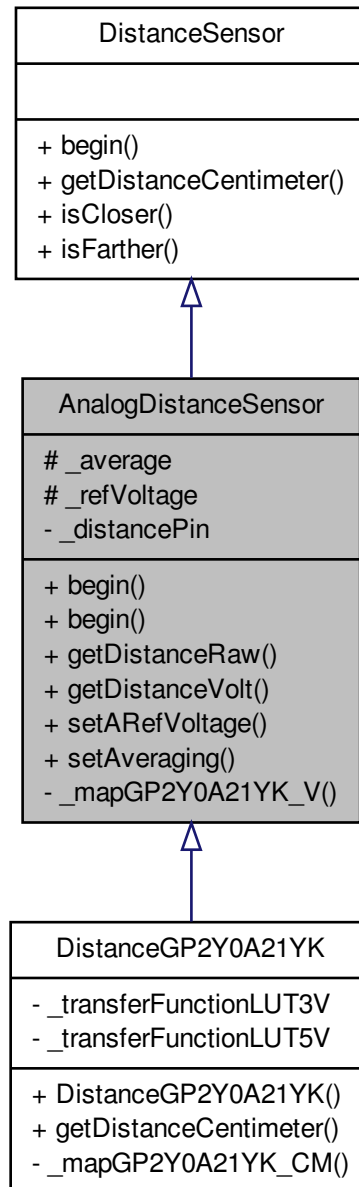 DistanceSensor
+ begin()
+ getDistanceCentimeter()
+ isCloser()
+ isFarther()
AnalogDistanceSensor
# _average
# _refVoltage
- _distancePin
+ begin()
+ begin()
+ getDistanceRaw()
+ getDistanceVolt()
+ setARefVoltage()
+ setAveraging()
- _mapGP2Y0A21YK_V()
DistanceGP2Y0A21YK
- _transferFunctionLUT3V
- _transferFunctionLUT5V
+ DistanceGP2Y0A21YK()
+ getDistanceCentimeter()
- _mapGP2Y0A21YK_CM()